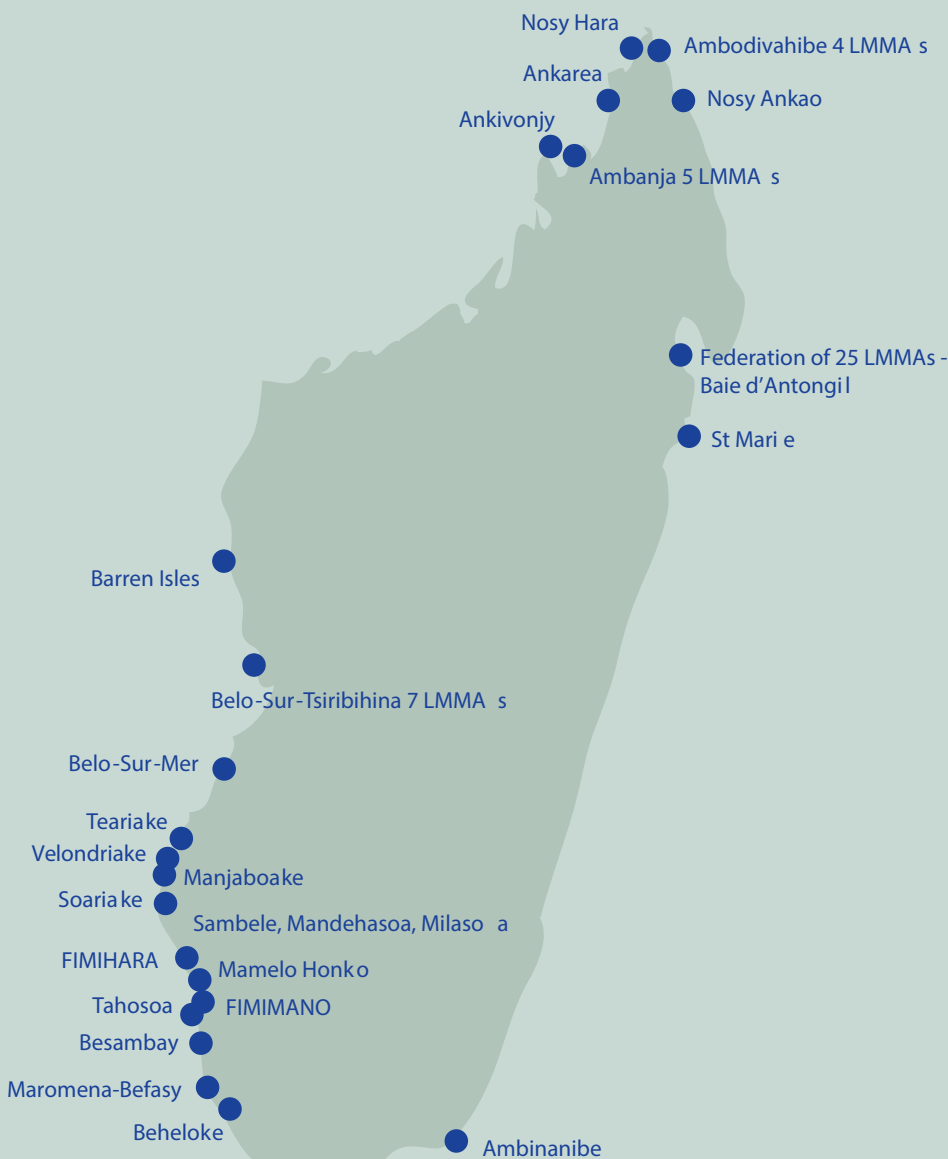 Nosy Hara
Ambodivahibe 4 LMMA s
Ankarea
Nosy Ankao
Ankivonjy
Ambanja 5 LMMA s
Federation of 25 LMMAs -
Baie d'Antongil
St Mari e
Barren Isles
Belo-Sur-Tsiribihina 7 LMMA s
Belo-Sur-Mer
Teariake
Velondriake
Manjaboake
Soariake
Sambele, Mandehasoa, Milaso a
FIMIHARA
Mamelo Honko
Tahosoa
FIMIMANO
Besambay
Maromena-Befasy
Beheloke
Ambinanibe